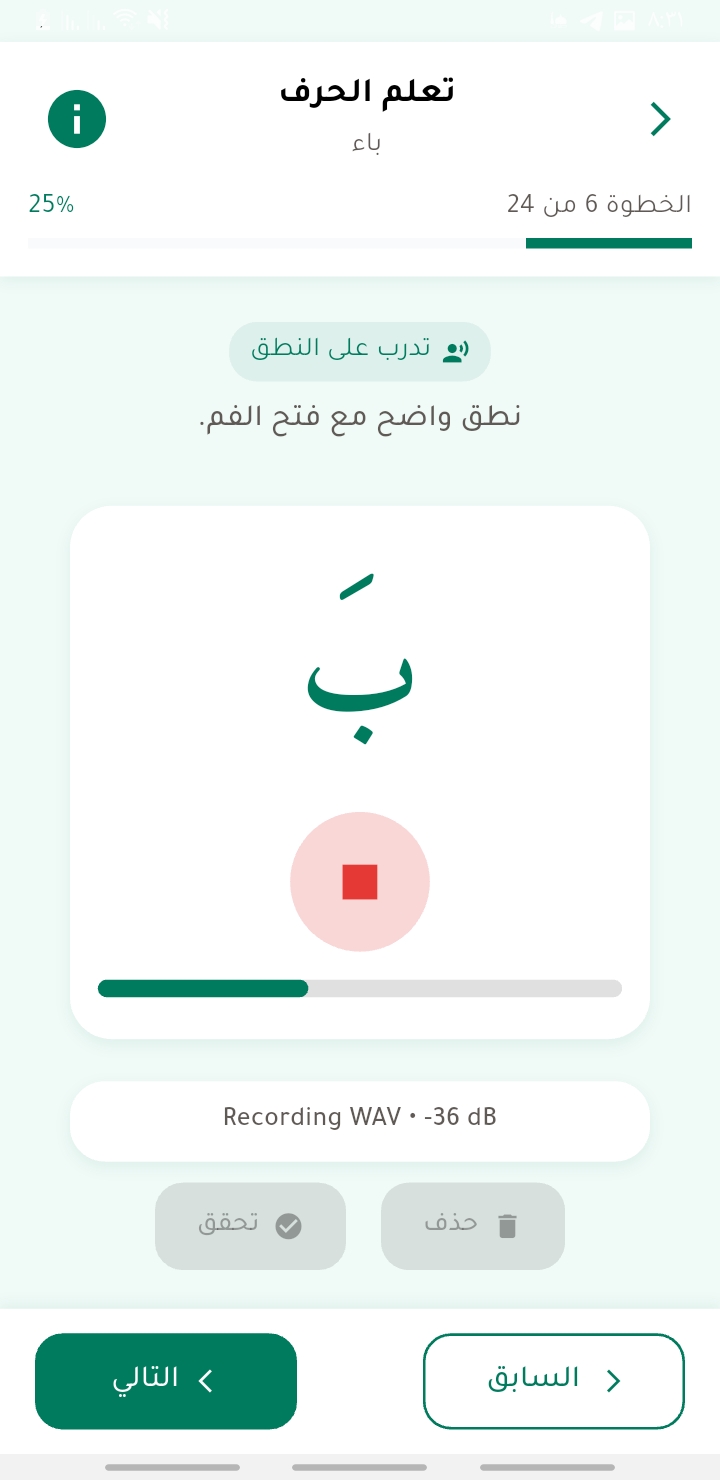 ٨:٢١
تعلم الحرف
باء
الخطوة 6 من 24
25%
تدرب على النطق
نطق واضح مع فتح الفم.
بَ
Recording WAV • -36 dB
حذف
تحقق
السابق
التالي